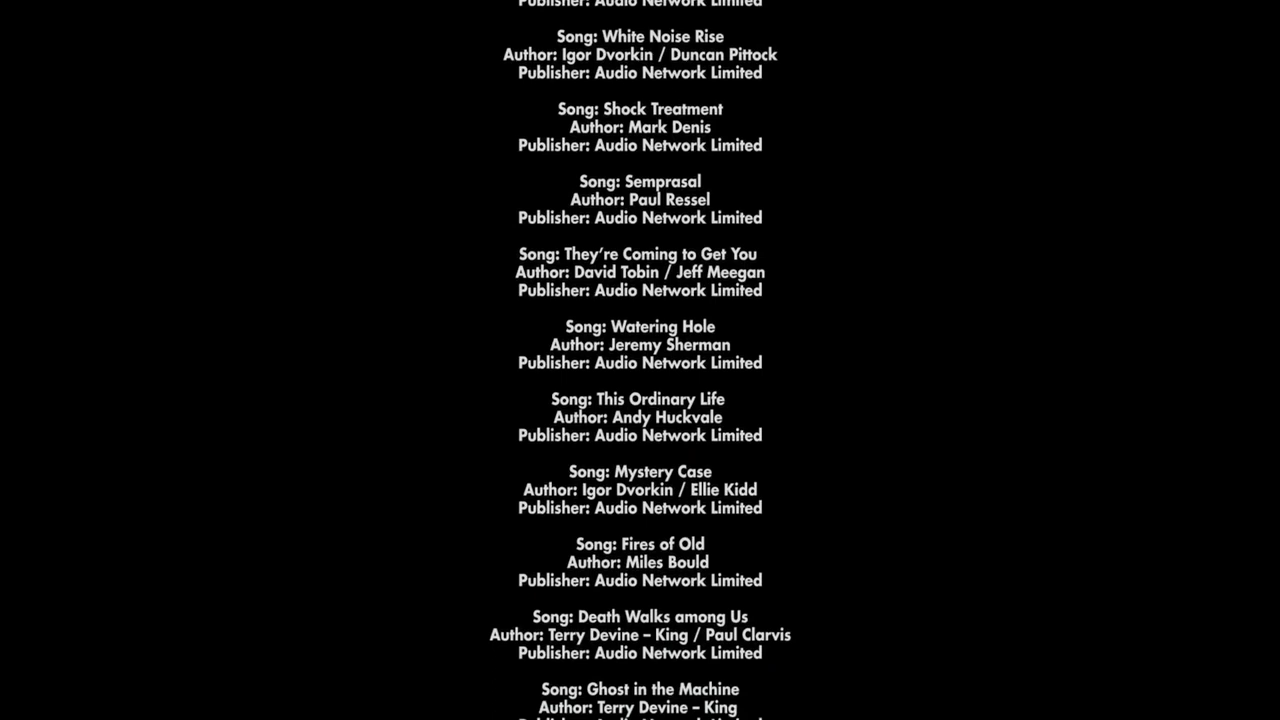 Publisher: Audio Network Limited
Song: White Noise Rise
Author: Igor Dvorkin / Duncan Pittock
Publisher: Audio Network Limited
Song: Shock Treatment
Author: Mark Denis
Publisher: Audio Network Limited
Song: Semprasal
Author: Paul Ressel
Publisher: Audio Network Limited
Song: They’re Coming to Get You
Author: David Tobin / Jeff Meegan
Publisher: Audio Network Limited
Song: Watering Hole
Author: Jeremy Sherman
Publisher: Audio Network Limited
Song: This Ordinary Life
Author: Andy Huckvale
Publisher: Audio Network Limited
Song: Mystery Case
Author: Igor Dvorkin / Ellie Kidd
Publisher: Audio Network Limited
Song: Fires of Old
Author: Miles Bould
Publisher: Audio Network Limited
Song: Death Walks among Us
Author: Terry Devine – King / Paul Clarvis
Publisher: Audio Network Limited
Song: Ghost in the Machine
Author: Terry Devine – King